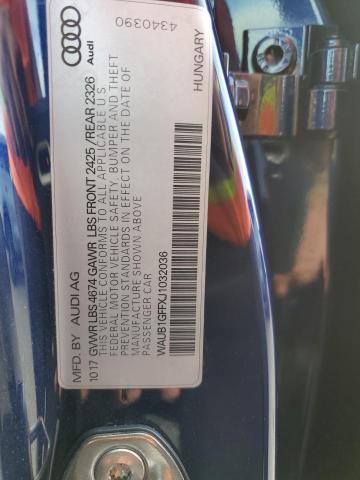 MFD. BY AUDI AG
Audi
1017 GVWR LBS 4674 GAWR LBS FRONT 2425 /REAR 2326
THIS VEHICLE CONFORMS TO ALL APPLICABLE
FEDERAL MOTOR VEHICLE SAFETY, BUMPER AND THEFT
PREVENTION STANDARDS IN EFFECT ON THE DATE OF
MANUFACTURE SHOWN ABOVE.
PASSENGER CAR
WAUB1GFFXJ1032036
HUNGARY
4340390